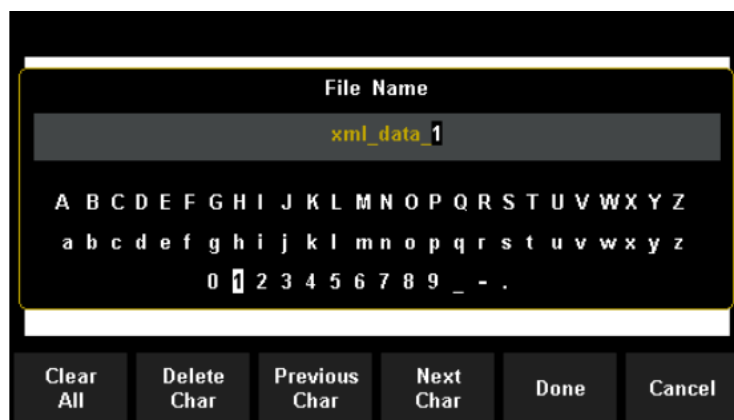 File Name
xml_data_1
A B C D E F G H I J K L M N O P Q R S T U V W X Y Z
a b c d e f g h i j k l m n o p q r s t u v w x y z
0 1 2 3 4 5 6 7 8 9 _ - .
Clear All
Delete Char
Previous Char
Next Char
Done
Cancel